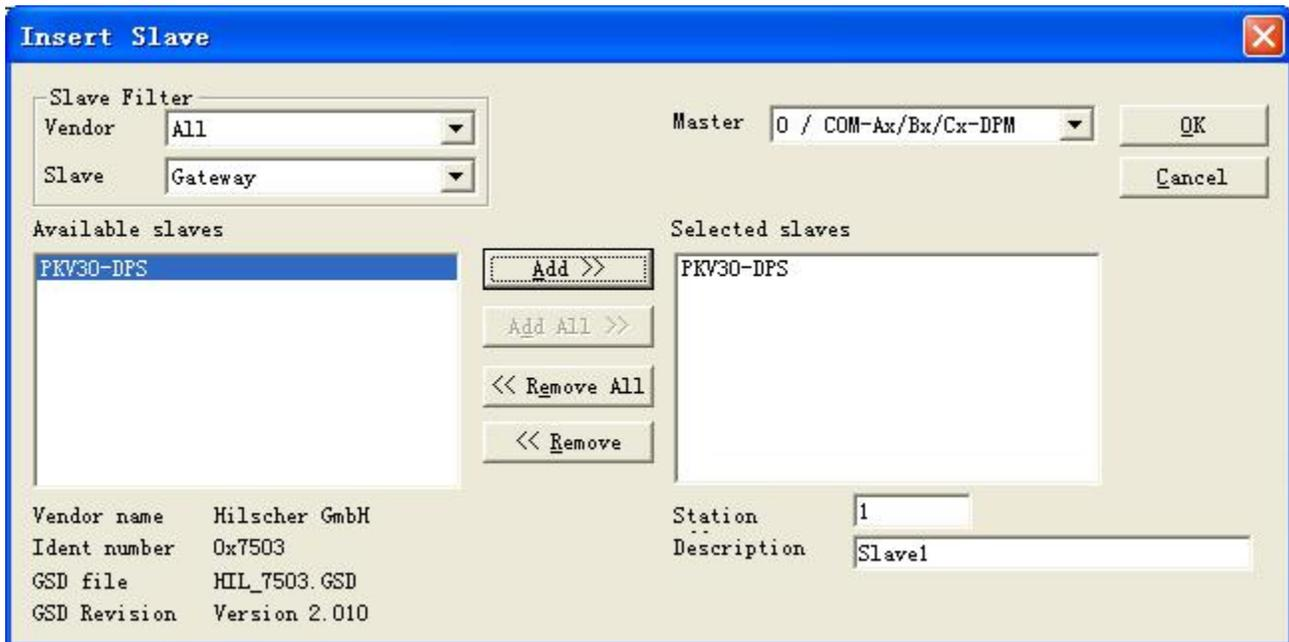 Insert Slave
Slave Filter
Vendor
All
Slave
Gateway
Master
0 / COM-Ax/Bx/Cx-DPM
OK
Cancel
Available slaves
PKV30-DPS
Add >>
Add All >>
<< Remove All
<< Remove
Selected slaves
PKV30-DPS
Vendor name Hilscher GmbH
Ident number 0x7503
GSD file HIL_7503.GSD
GSD Revision Version 2.010
Station 1
Description Slave1